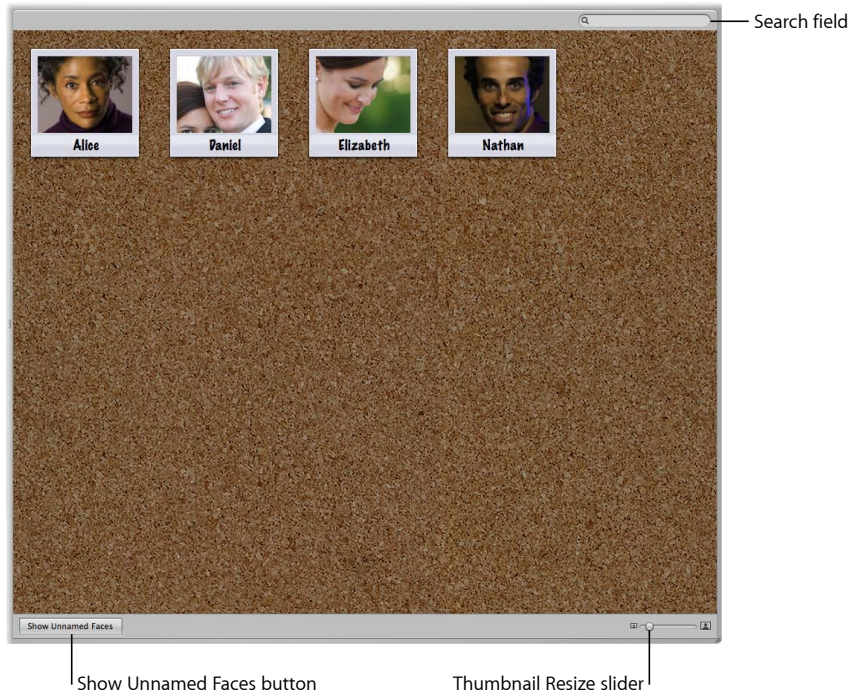 Search field
Alice
Daniel
Elizabeth
Nathan
Show Unnamed Faces
Show Unnamed Faces button
Thumbnail Resize slider